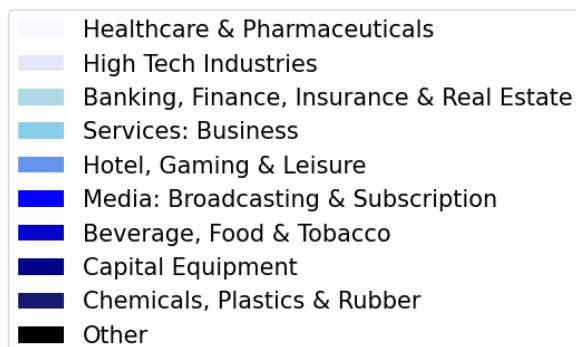 Healthcare & Pharmaceuticals
High Tech Industries
Banking, Finance, Insurance & Real Estate
Services: Business
Hotel, Gaming & Leisure
Media: Broadcasting & Subscription
Beverage, Food & Tobacco
Capital Equipment
Chemicals, Plastics & Rubber
Other